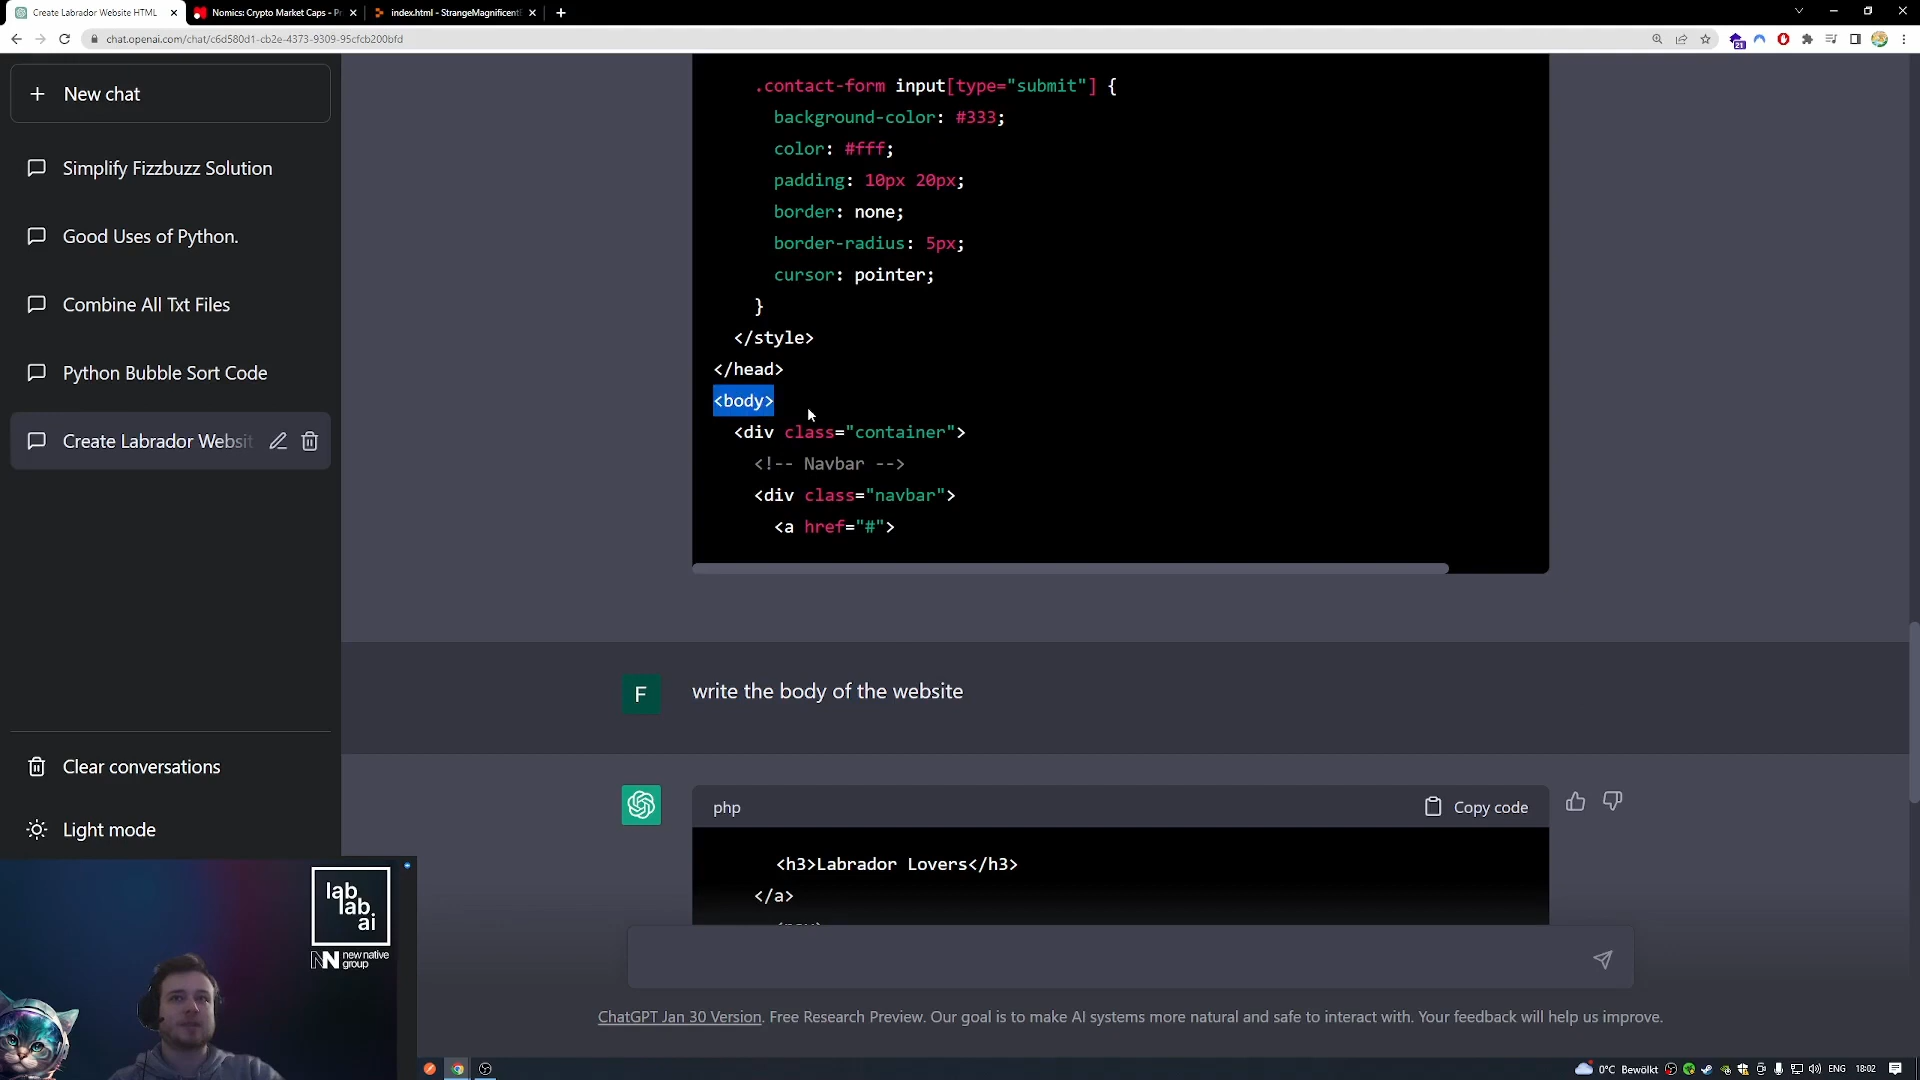 Create Labrador Website HTML
Nomics: Crypto Market Caps - P
index.html - StrangeMagnificent
chat.openai.com/chat/c6d580d1-cb2e-4373-9309-95cfcb200bfd
21
New chat
Simplify Fizzbuzz Solution
Good Uses of Python.
Combine All Txt Files
Python Bubble Sort Code
Create Labrador Websit
Clear conversations
Light mode
.contact-form input[type="submit"] {
background-color: #333;
color: #fff;
padding: 10px 20px;
border: none;
border-radius: 5px;
cursor: pointer;
}
</style>
</head>
<body>
<div class="container">
<!-- Navbar -->
<div class="navbar">
<a href="#">
F
write the body of the website
php
Copy code
<h3>Labrador Lovers</h3>
</a>
ChatGPT Jan 30 Version. Free Research Preview. Our goal is to make AI systems more natural and safe to interact with. Your feedback will help us improve.
lab
lab
ai
new native
group
0°C Bewölkt
ENG
18:02